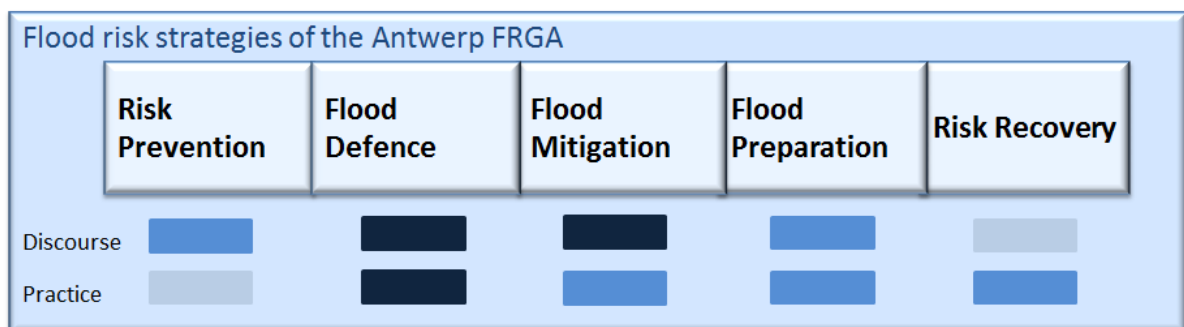 Flood risk strategies of the Antwerp FRGA
Risk
Prevention
Flood
Defence
Flood
Mitigation
Flood
Preparation
Risk Recovery
Discourse
Practice